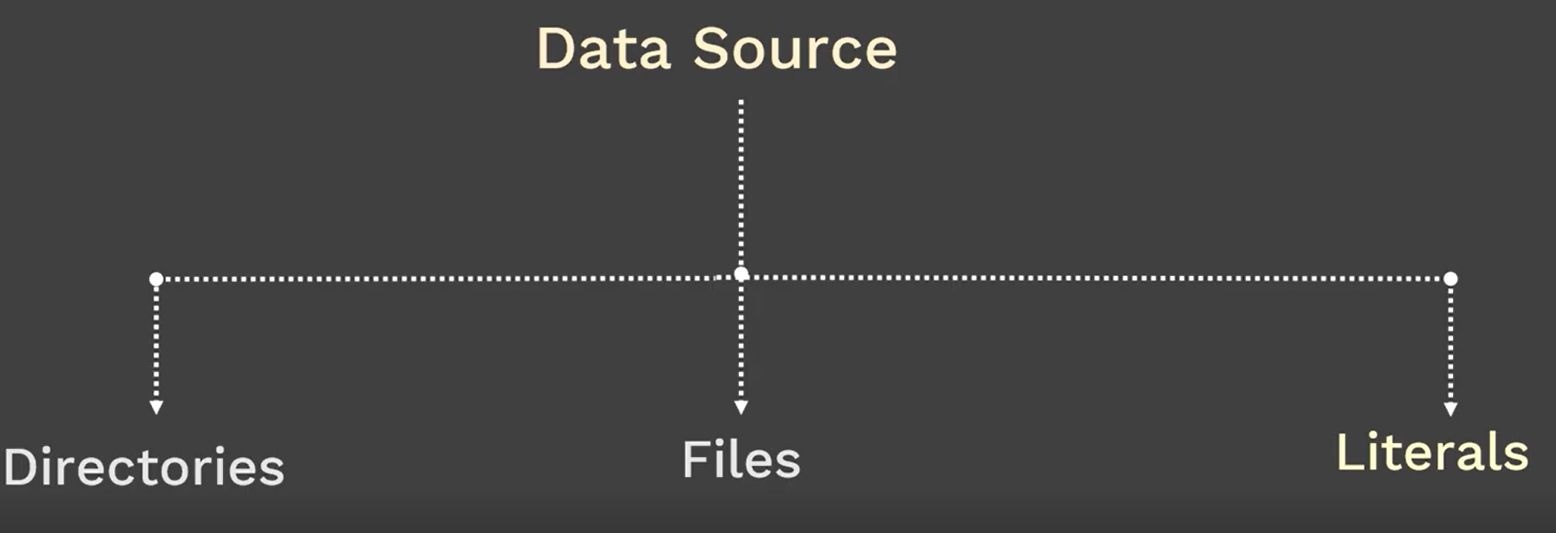 Data Source
Directories
Files
Literals